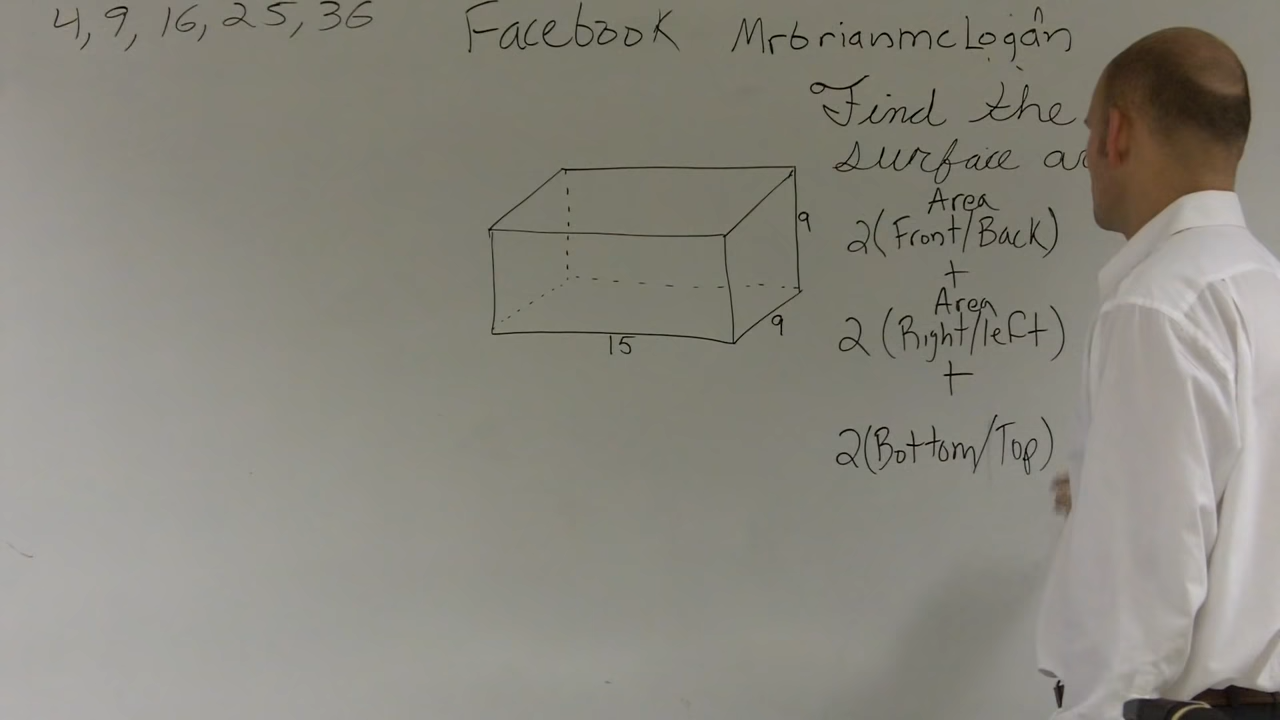 4, 9, 16, 25, 36
Facebook MrbrianmcLogan
Find the
surface
Area
2(Front/Back)
+
Area
2(Right/left)
+
2(Bottom/Top)
9
9
15